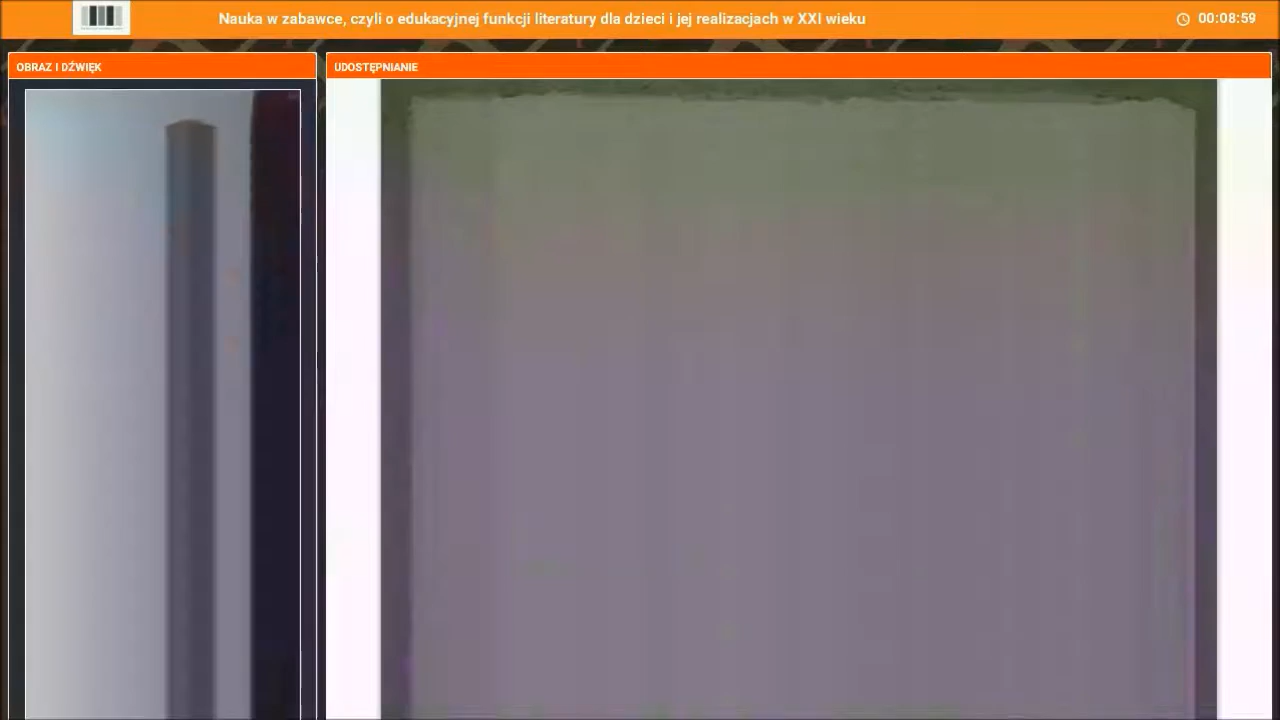 Nauka w zabawce, czyli o edukacyjnej funkcji literatury dla dzieci i jej realizacjach w XXI wieku
00:08:59
OBRAZ I DŹWIĘK
UDOSTĘPNIANIE